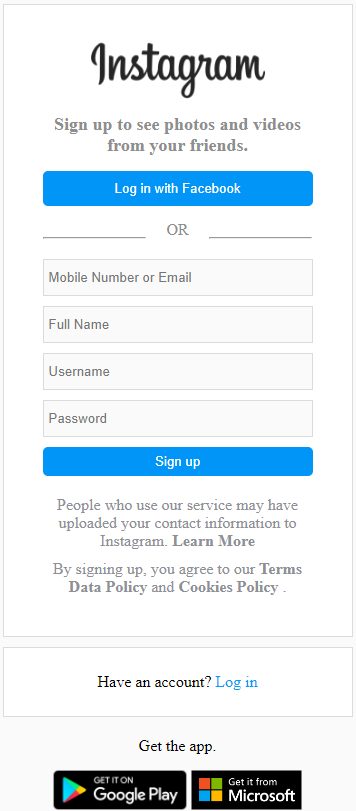 Instagram
Sign up to see photos and videos
from your friends.
Log in with Facebook
OR
Mobile Number or Email
Full Name
Username
Password
Sign up
People who use our service may have
uploaded your contact information to
Instagram. Learn More
By signing up, you agree to our Terms
Data Policy and Cookies Policy .
Have an account? Log in
Get the app.
GET IT ON
Google Play
Get it from
Microsoft